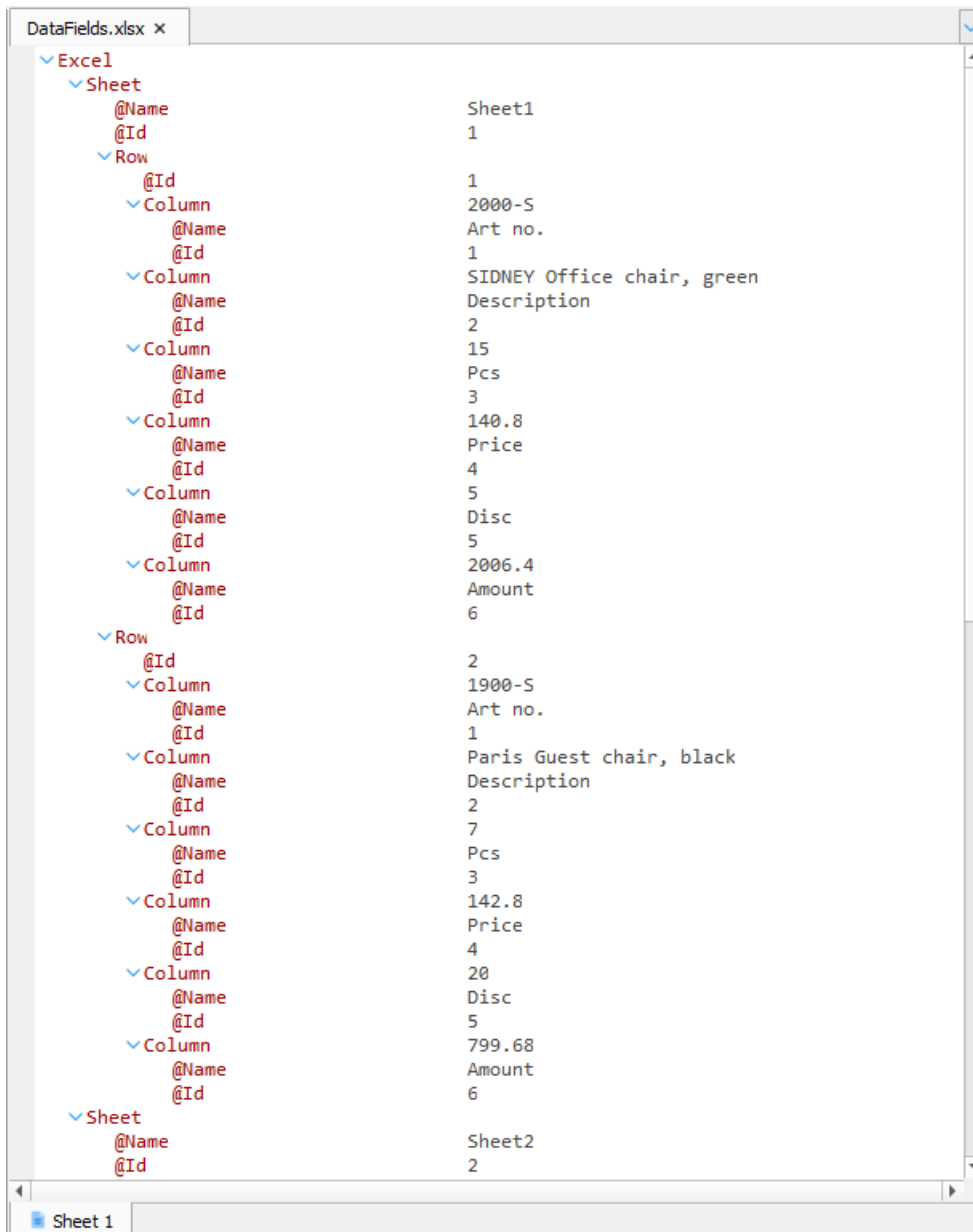 DataFields.xlsx ×
Excel
Sheet
@Name Sheet1
@Id 1
Row
@Id 1
Column 2000-S
@Name Art no.
@Id 1
Column SIDNEY Office chair, green
@Name Description
@Id 2
Column 15
@Name Pcs
@Id 3
Column 140.8
@Name Price
@Id 4
Column 5
@Name Disc
@Id 5
Column 2006.4
@Name Amount
@Id 6
Row
@Id 2
Column 1900-S
@Name Art no.
@Id 1
Column Paris Guest chair, black
@Name Description
@Id 2
Column 7
@Name Pcs
@Id 3
Column 142.8
@Name Price
@Id 4
Column 20
@Name Disc
@Id 5
Column 799.68
@Name Amount
@Id 6
Sheet
@Name Sheet2
@Id 2
Sheet 1